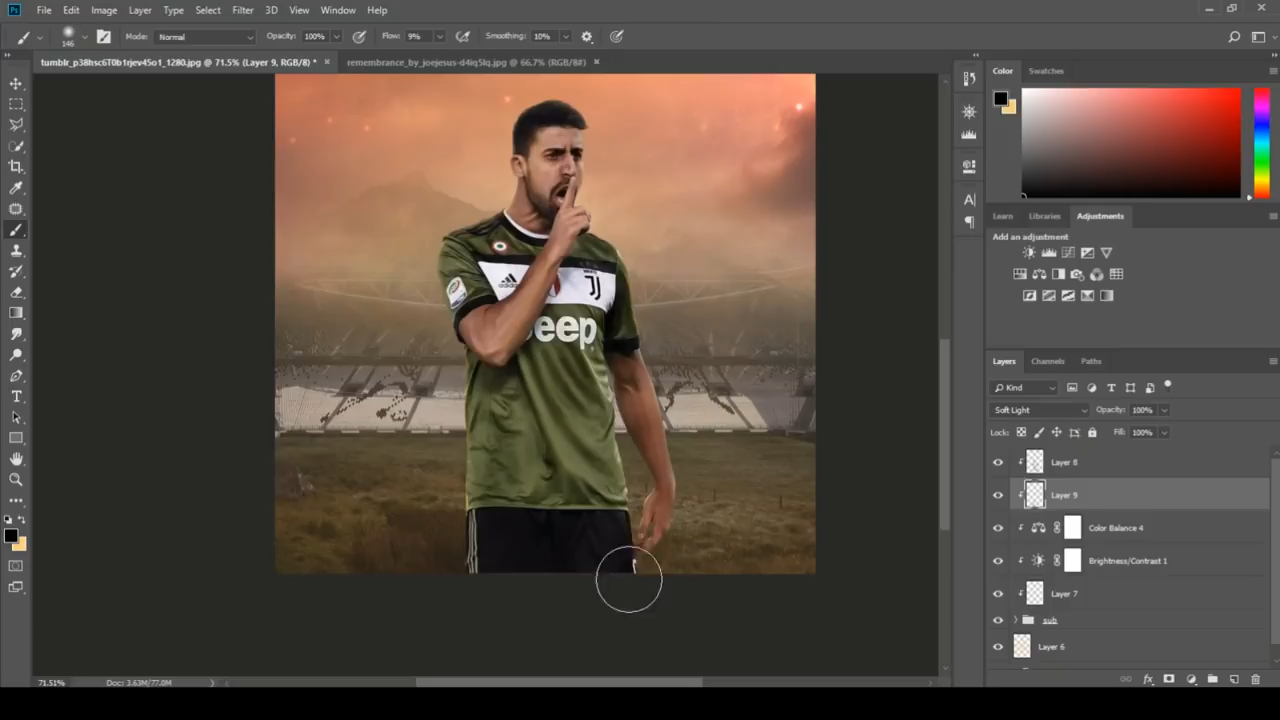 Ps File Edit Image Layer Type Select Filter 3D View Window Help
146 Mode: Normal Opacity: 100% Flow: 9% Smoothing: 10%
tumblr_p38hsc6T0b1rjev45o1_1280.jpg @ 71.5% (Layer 9, RGB/8) * × remembrance_by_joejesus-d4iq5lq.jpg @ 66.7% (RGB/8#) ×
Color Swatches
Learn Libraries Adjustments
Add an adjustment
adidas
Jeep
Layers Channels Paths
Kind
Soft Light Opacity: 100%
Lock: Fill: 100%
Layer 8
Layer 9
Color Balance 4
Brightness/Contrast 1
Layer 7
sub
Layer 6
71.51% Doc: 3.63M/77.0M